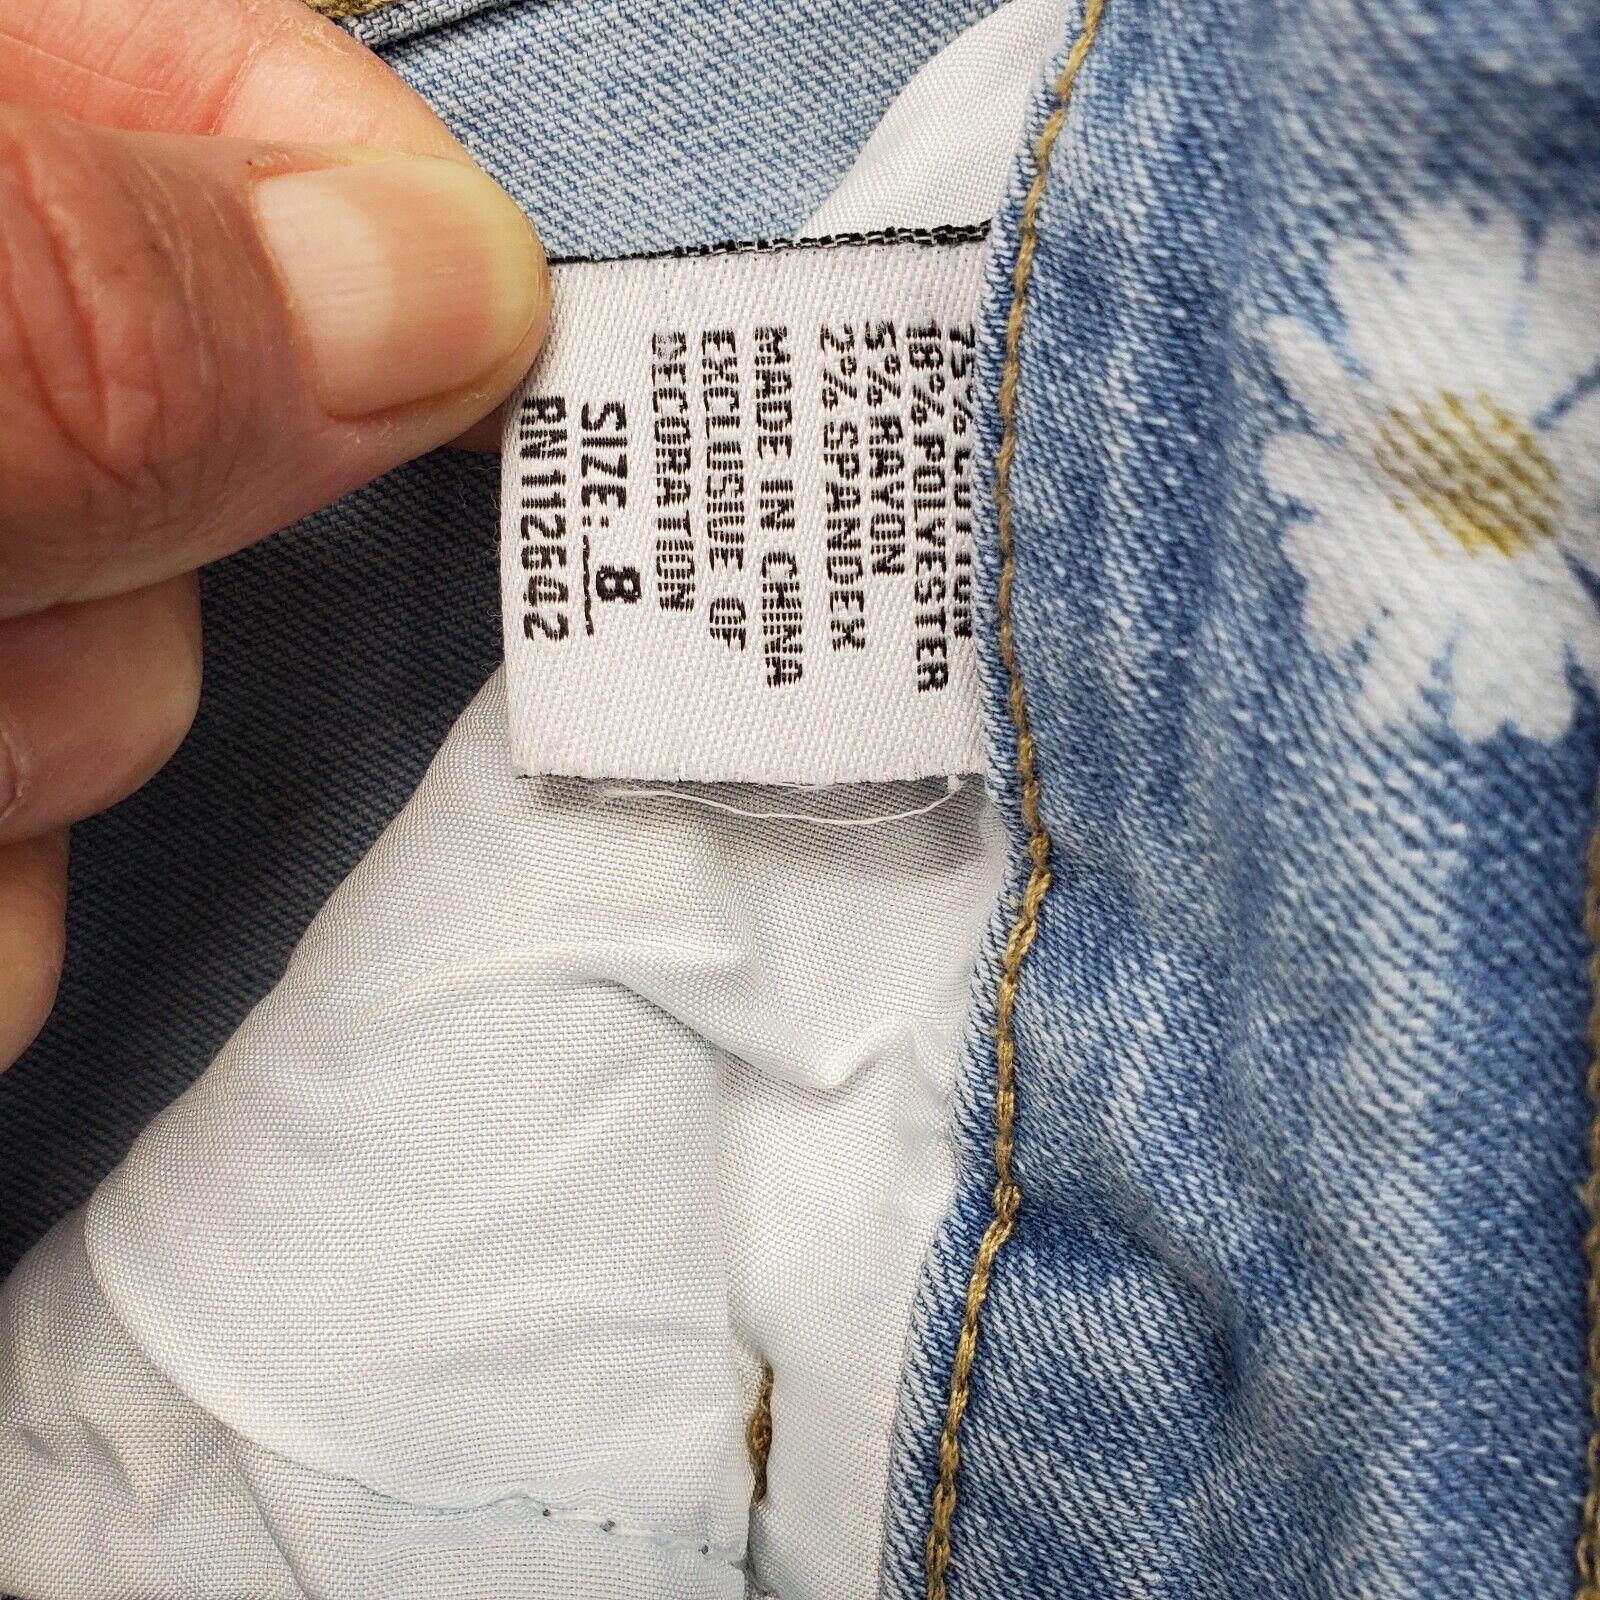 75% COTTON
18% POLYESTER
5% RAYON
2% SPANDEX
MADE IN CHINA
EXCLUSIVE OF
DECORATION
SIZE: 8
RN112642